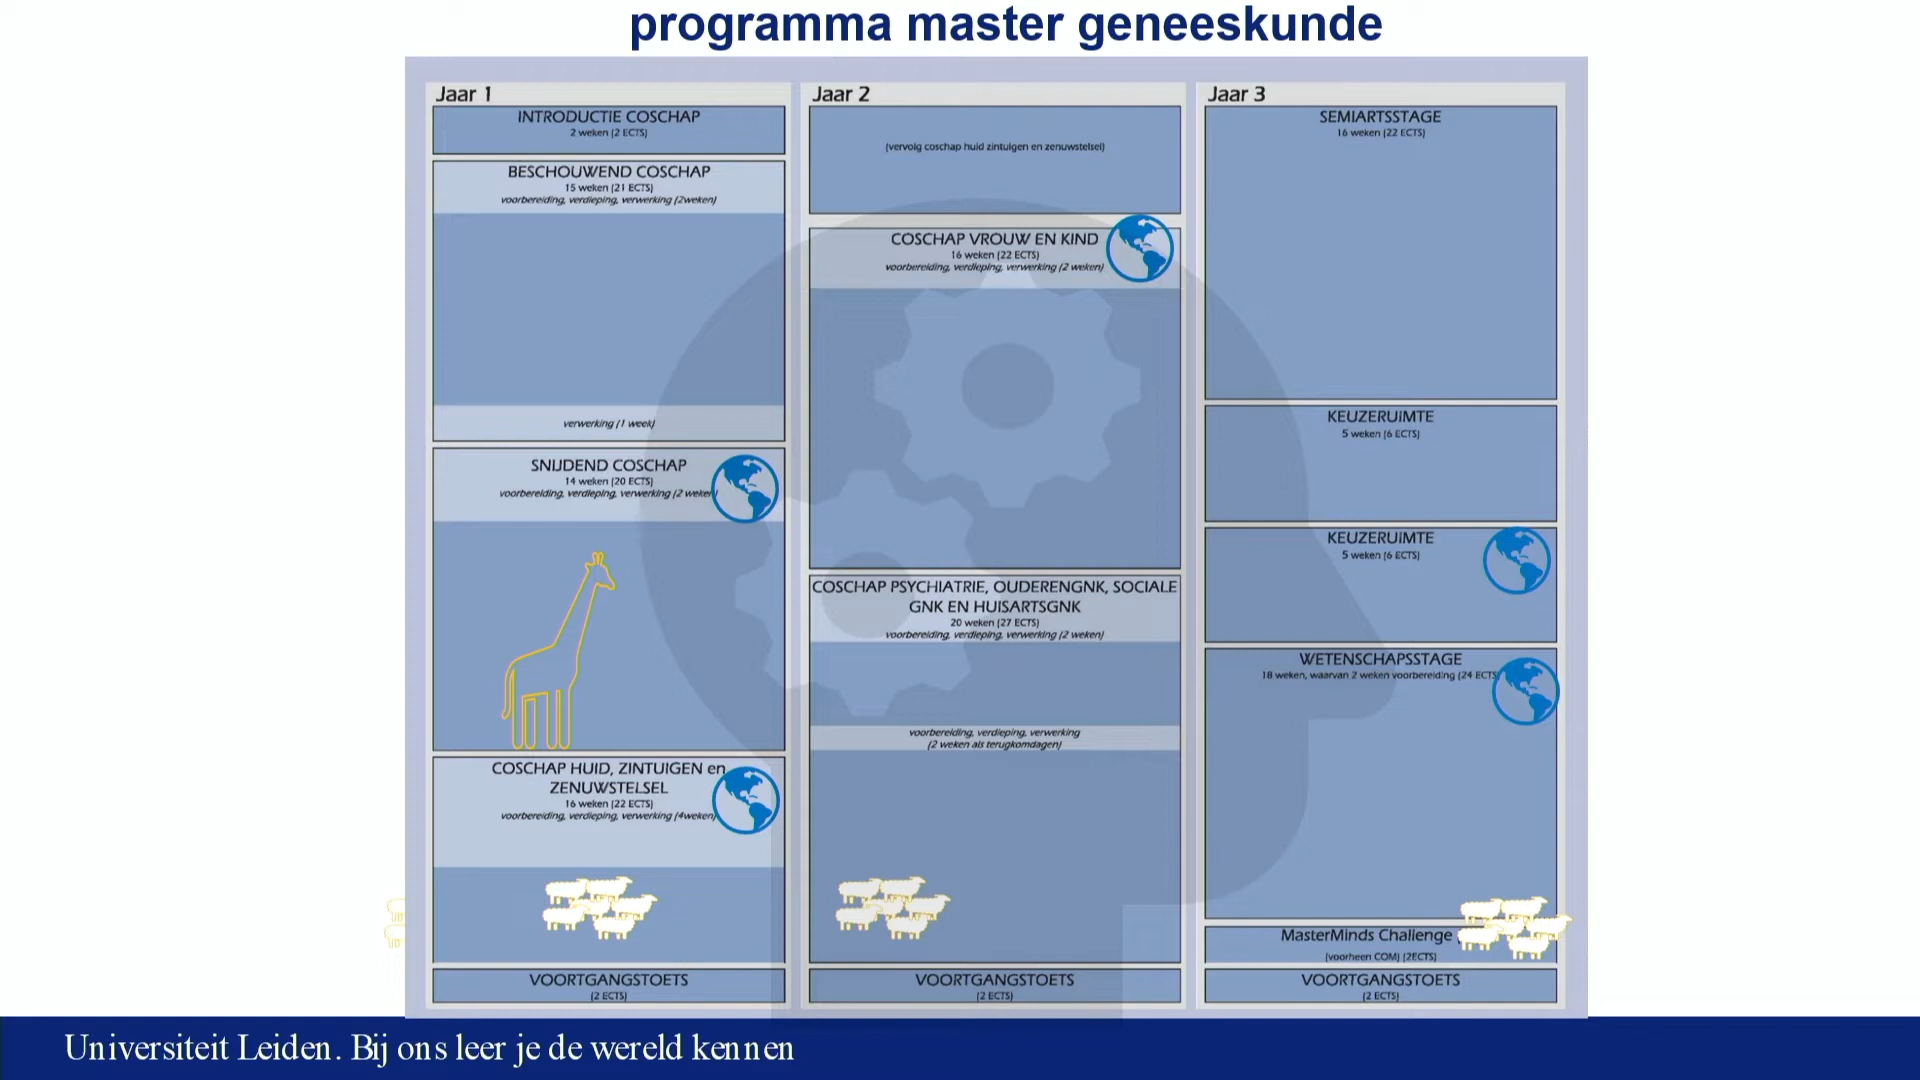 programma master geneeskunde
Jaar 1
INTRODUCTIE COSCHAP
2 weken (2 ECTS)
BESCHOUWEND COSCHAP
15 weken (21 ECTS)
voorbereiding, verdieping, verwerking (2weken)
verwerking (1 week)
SNIJDEND COSCHAP
14 weken (20 ECTS)
voorbereiding, verdieping, verwerking (2 weken)
COSCHAP HUID, ZINTUIGEN en
ZENUWSTELSEL
16 weken (22 ECTS)
voorbereiding, verdieping, verwerking (4weken)
VOORTGANGSTOETS
(2 ECTS)
Jaar 2
(vervolg coschap huid zintuigen en zenuwstelsel)
COSCHAP VROUW EN KIND
16 weken (22 ECTS)
voorbereiding, verdieping, verwerking (2 weken)
COSCHAP PSYCHIATRIE, OUDERENGNK, SOCIALE
GNK EN HUISARTSGNK
20 weken (27 ECTS)
voorbereiding, verdieping, verwerking (2 weken)
voorbereiding, verdieping, verwerking
(2 weken als terugkomdagen)
VOORTGANGSTOETS
(2 ECTS)
Jaar 3
SEMIARTSSTAGE
16 weken (22 ECTS)
KEUZERUIMTE
5 weken (6 ECTS)
KEUZERUIMTE
5 weken (6 ECTS)
WETENSCHAPSSTAGE
18 weken, waarvan 2 weken voorbereiding (24 ECTS
MasterMinds Challenge
(voorheen COM) (2ECTS)
VOORTGANGSTOETS
(2 ECTS)
Universiteit Leiden. Bij ons leer je de wereld kennen